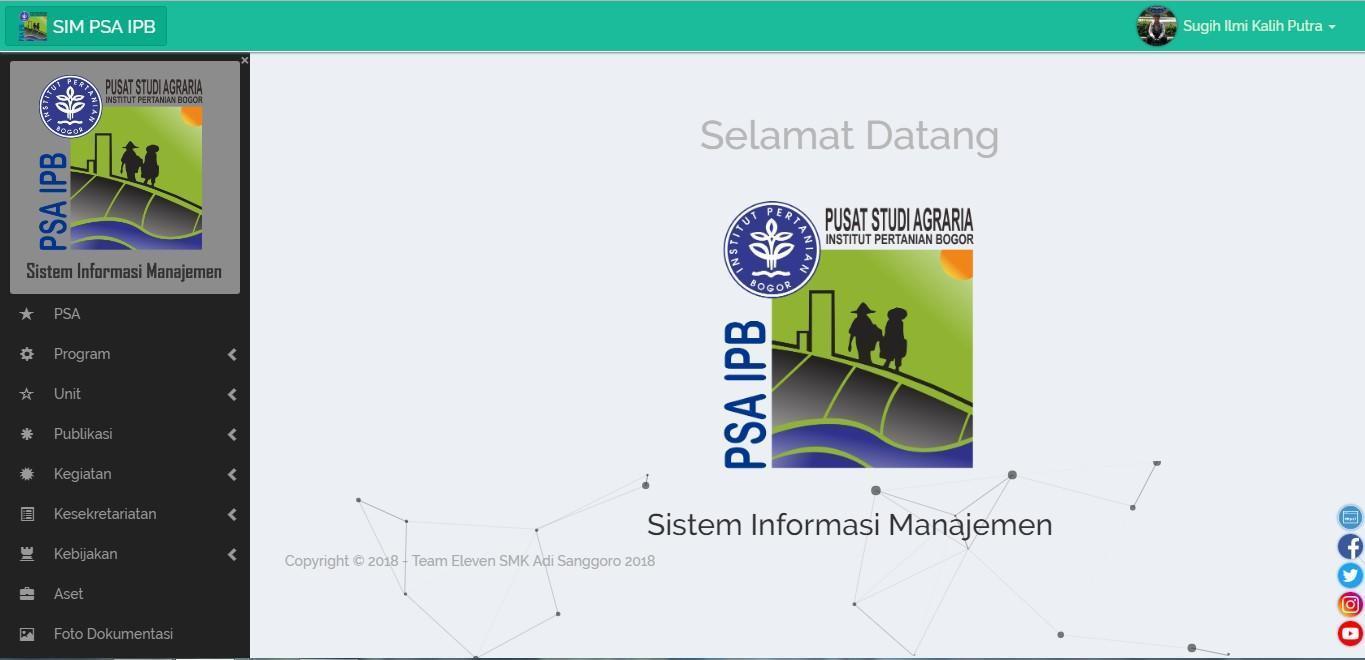 SIM PSA IPB
Sugih Ilmi Kalih Putra
INSTITUT PERTANIAN BOGOR
PUSAT STUDI AGRARIA
INSTITUT PERTANIAN BOGOR
PSA IPB
Sistem Informasi Manajemen
PSA
Program
Unit
Publikasi
Kegiatan
Kesekretariatan
Kebijakan
Aset
Foto Dokumentasi
Selamat Datang
INSTITUT PERTANIAN BOGOR
PUSAT STUDI AGRARIA
INSTITUT PERTANIAN BOGOR
PSA IPB
Sistem Informasi Manajemen
Copyright © 2018 - Team Eleven SMK Adi Sanggoro 2018